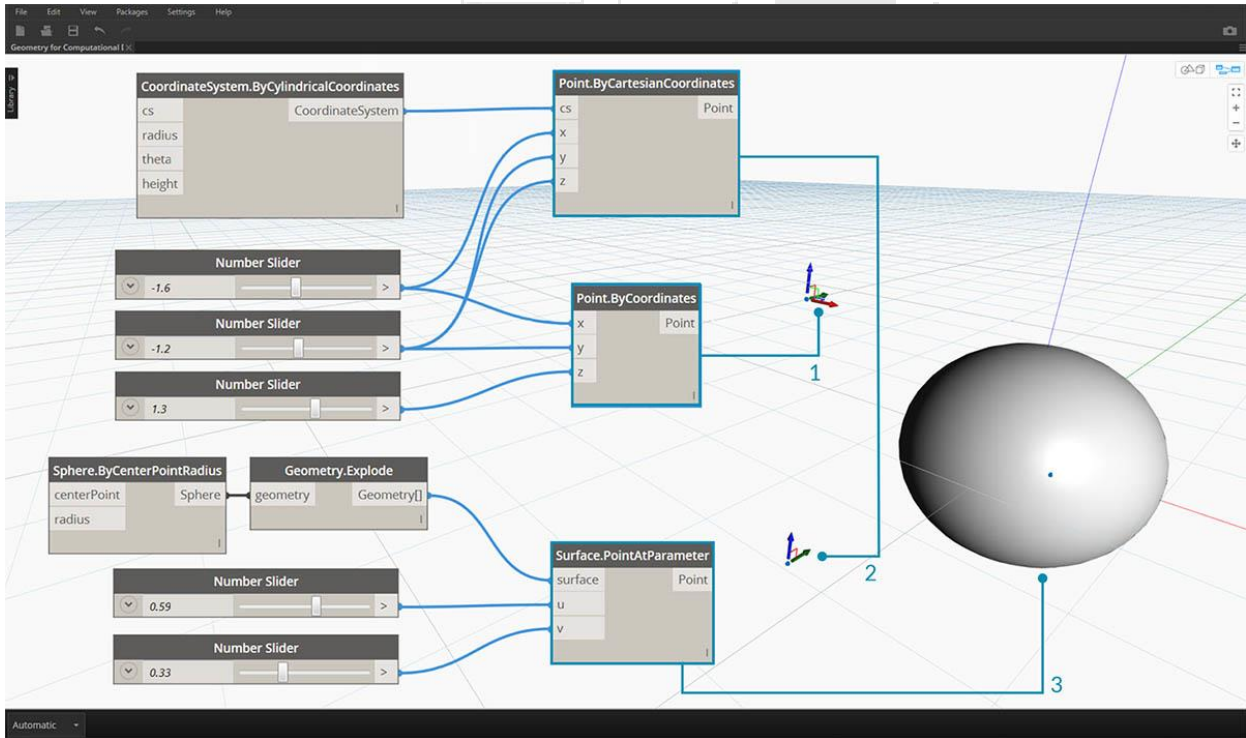 File Edit View Packages Settings Help
Geometry for Computational
Library
CoordinateSystem.ByCylindricalCoordinates
cs CoordinateSystem
radius
theta
height
Point.ByCartesianCoordinates
cs Point
x
y
z
Number Slider
-1.6 >
Number Slider
-1.2 >
Number Slider
1.3 >
Point.ByCoordinates
x Point
y
z
1
Sphere.ByCenterPointRadius
centerPoint Sphere
radius
Geometry.Explode
geometry Geometry[]
Number Slider
0.59 >
Number Slider
0.33 >
Surface.PointAtParameter
surface Point
u
v
2
3
Automatic